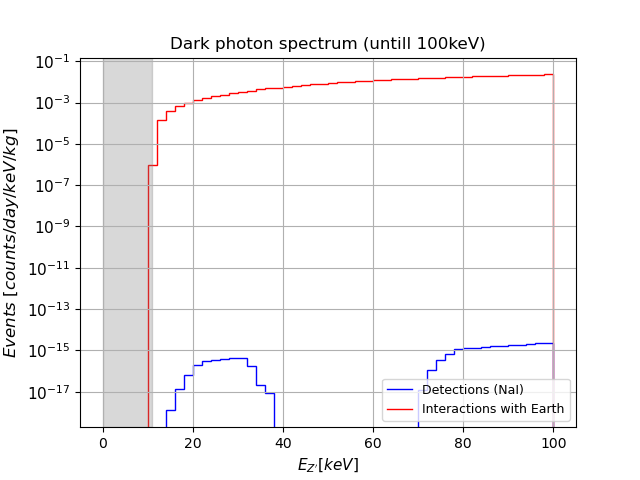 Dark photon spectrum (untill 100keV)
10⁻¹
10⁻³
10⁻⁵
10⁻⁷
10⁻⁹
10⁻¹¹
10⁻¹³
10⁻¹⁵
10⁻¹⁷
Events [counts/day/keV/kg]
Detections (NaI)
Interactions with Earth
0 20 40 60 80 100
E_{Z'}[keV]